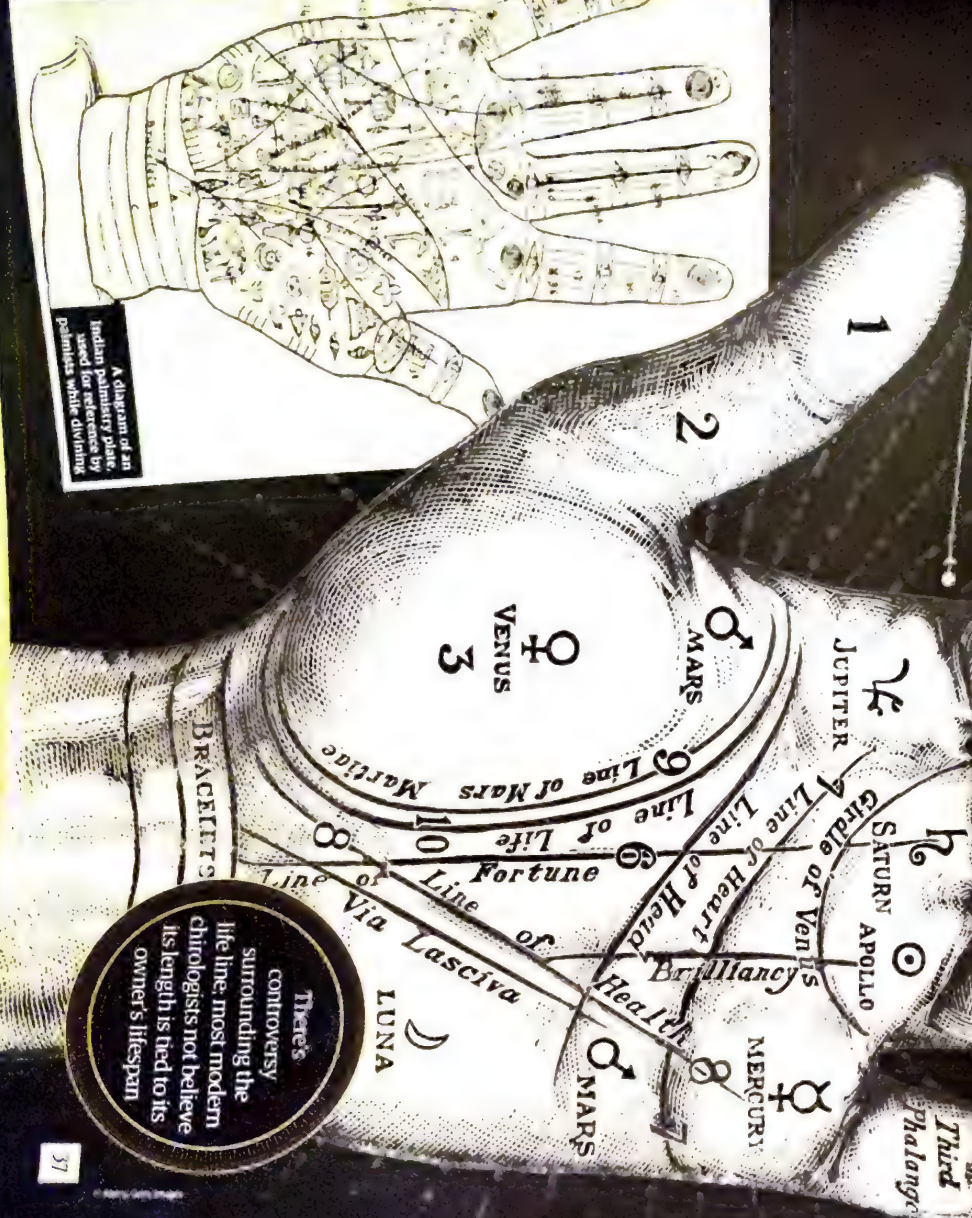 A diagram of an
Indian palmistry plate,
used for reference by
palmists while divining
1
2
3
VENUS
MARS
JUPITER
SATURN
APOLLO
MERCURY
MARS
LUNA
BRACELETS
9 Line of Mars Martiae
10 Line of Life
Line of Head
Line of Heart
Girdle of Venus
6
Line of Fortune
Brilliancy
8 Line of Health 8
Via Lasciva
7
Third
Phalange
There's
controversy
surrounding the
life line; most modern
chirologists not believe
its length is tied to its
owner's lifespan
37